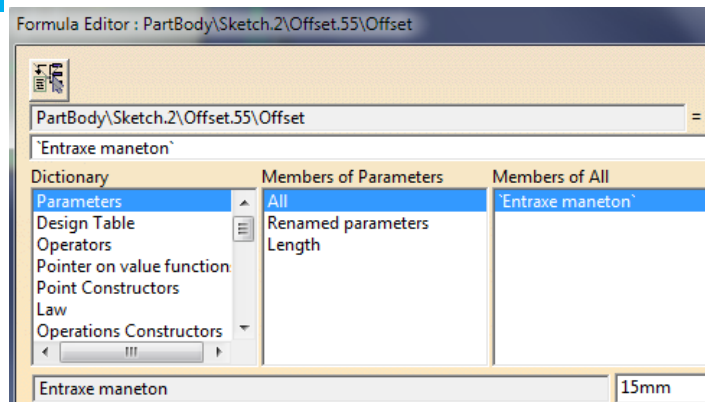 Formula Editor : PartBody\Sketch.2\Offset.55\Offset
PartBody\Sketch.2\Offset.55\Offset =
`Entraxe maneton`
Dictionary Members of Parameters Members of All
Parameters All `Entraxe maneton`
Design Table Renamed parameters
Operators Length
Pointer on value function
Point Constructors
Law
Operations Constructors
Entraxe maneton 15mm